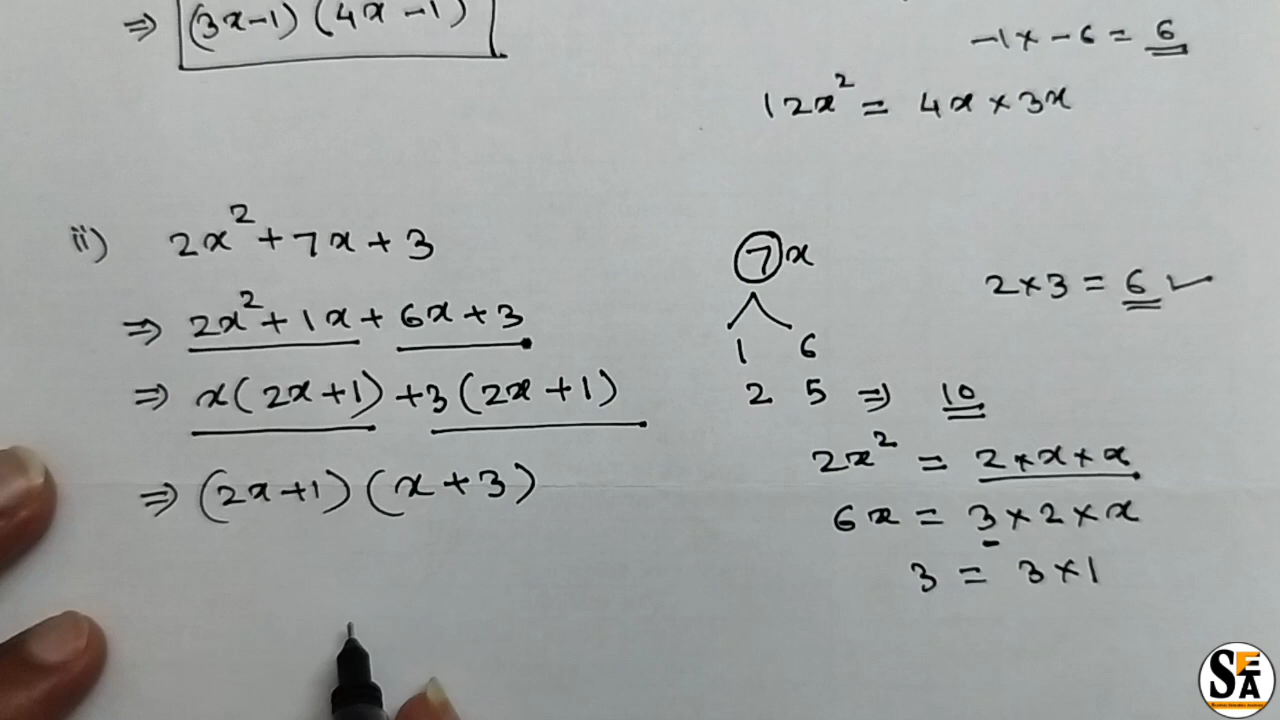 ⇒ (3x-1) (4x-1)
-1x-6 = 6
12x² = 4x×3x
ii) 2x²+7x+3
⇒ 2x²+1x+6x+3
⇒ x(2x+1)+3(2x+1)
⇒ (2x+1)(x+3)
7x
1 6
2 5 ⇒ 10
2×3 = 6 ✓
2x² = 2×x×x
6x = 3×2×x
3 = 3×1
SFA